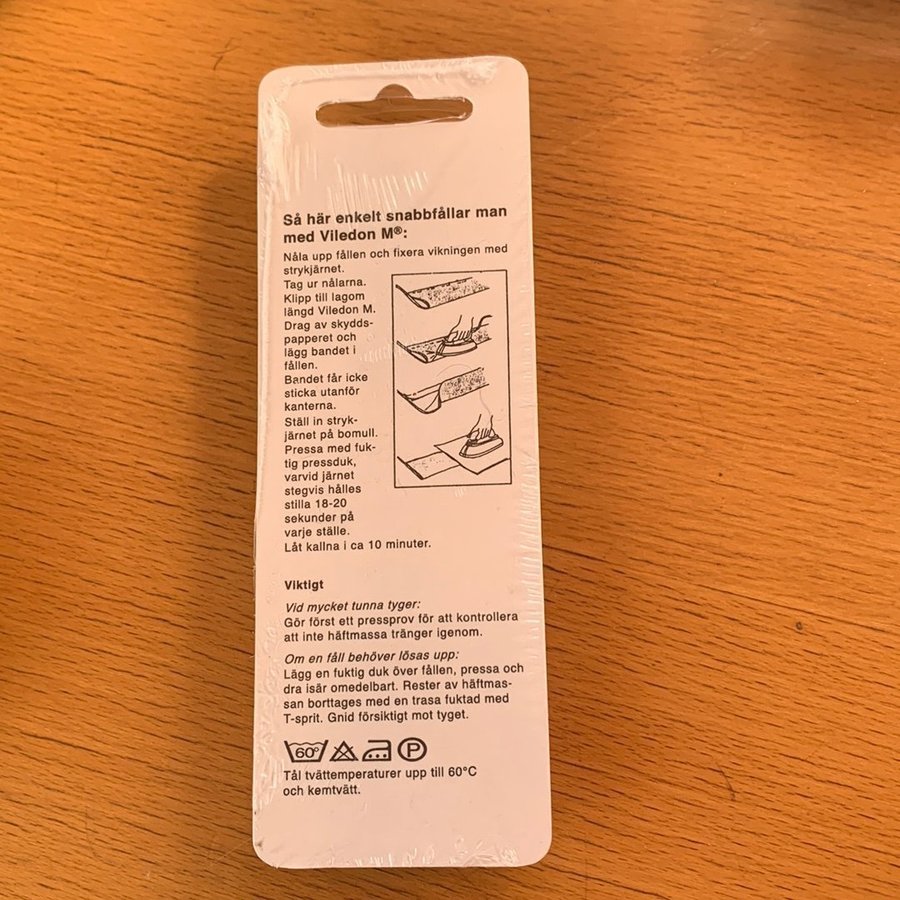 Så här enkelt snabbfållar man
med Viledon M®:
Nåla upp fållen och fixera vikningen med
strykjärnet.
Tag ur nålarna.
Klipp till lagom
längd Viledon M.
Drag av skydds-
papperet och
lägg bandet i
fållen.
Bandet får icke
sticka utanför
kanterna.
Ställ in stryk-
järnet på bomull.
Pressa med fuk-
tig pressduk,
varvid järnet
stegvis hålles
stilla 18-20
sekunder på
varje ställe.
Låt kallna i ca 10 minuter.
Viktigt
Vid mycket tunna tyger:
Gör först ett pressprov för att kontrollera
att inte häftmassa tränger igenom.
Om en fåll behöver lösas upp:
Lägg en fuktig duk över fållen, pressa och
dra isär omedelbart. Rester av häftmas-
san borttages med en trasa fuktad med
T-sprit. Gnid försiktigt mot tyget.
60° P
Tål tvättemperaturer upp till 60°C
och kemtvätt.